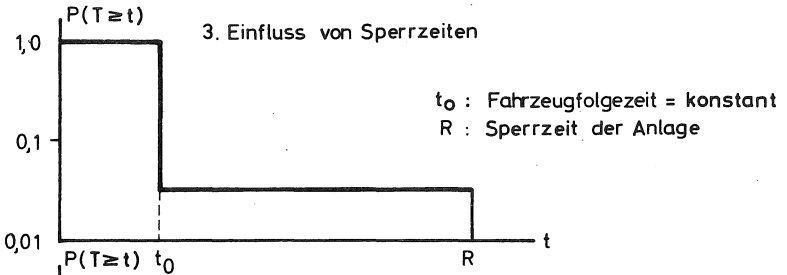 P(T≥t)
3. Einfluss von Sperrzeiten
1,0
t₀ : Fahrzeugfolgezeit = konstant
R : Sperrzeit der Anlage
0,1
0,01
t
P(T≥t) t₀ R